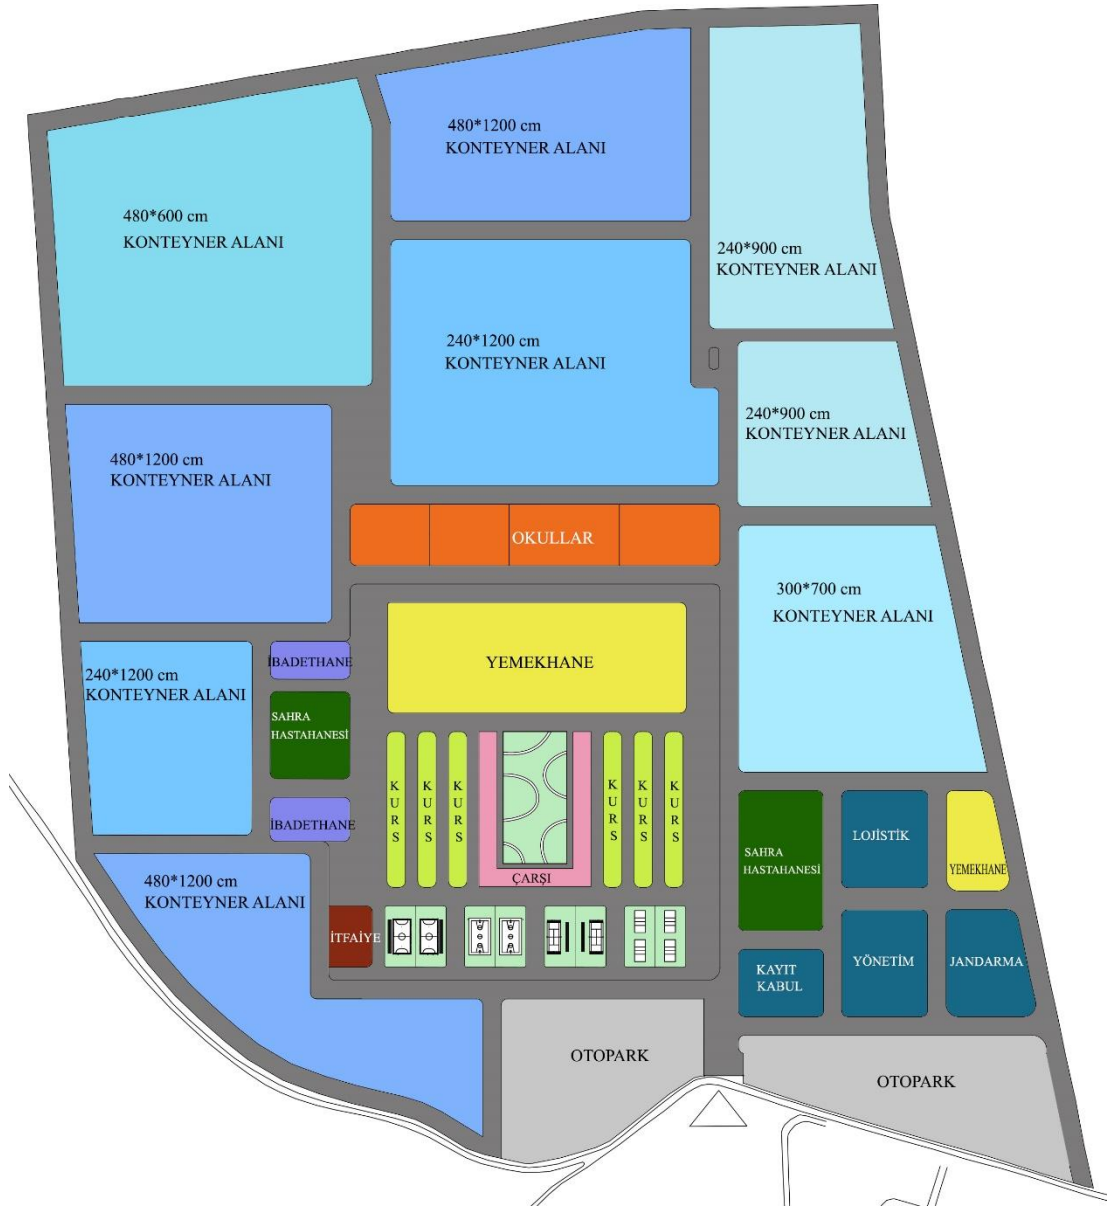 480*1200 cm
KONTEYNER ALANI
480*600 cm
KONTEYNER ALANI
240*900 cm
KONTEYNER ALANI
240*1200 cm
KONTEYNER ALANI
240*900 cm
KONTEYNER ALANI
480*1200 cm
KONTEYNER ALANI
OKULLAR
300*700 cm
KONTEYNER ALANI
İBADETHANE
YEMEKHANE
240*1200 cm
KONTEYNER ALANI
SAHRA
HASTAHANESİ
İBADETHANE
KURS
KURS
KURS
KURS
KURS
KURS
ÇARŞI
SAHRA
HASTAHANESİ
LOJİSTİK
YEMEKHANE
480*1200 cm
KONTEYNER ALANI
İTFAİYE
KAYIT
KABUL
YÖNETİM
JANDARMA
OTOPARK
OTOPARK